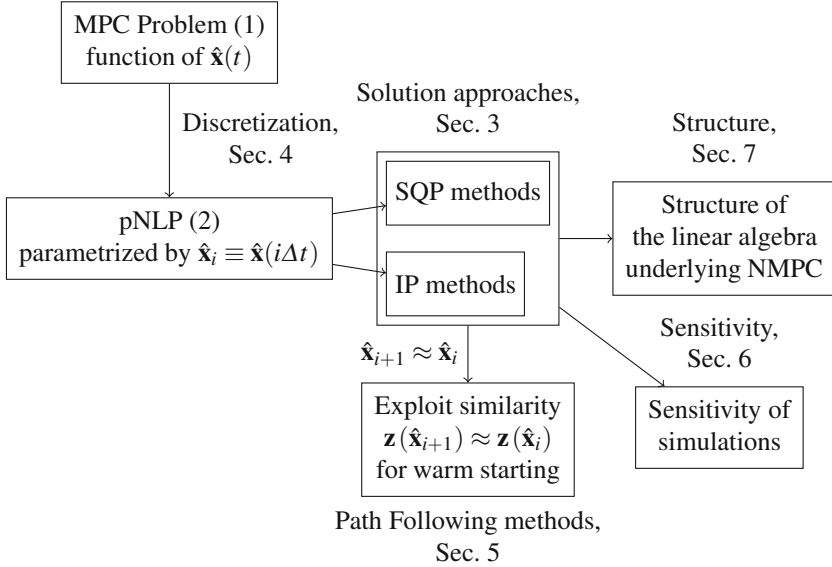 MPC Problem (1)
function of x̂(t)
Discretization,
Sec. 4
pNLP (2)
parametrized by x̂ᵢ ≡ x̂(iΔt)
Solution approaches,
Sec. 3
SQP methods
IP methods
x̂ᵢ₊₁ ≈ x̂ᵢ
Exploit similarity
z(x̂ᵢ₊₁) ≈ z(x̂ᵢ)
for warm starting
Path Following methods,
Sec. 5
Structure,
Sec. 7
Structure of
the linear algebra
underlying NMPC
Sensitivity,
Sec. 6
Sensitivity of
simulations